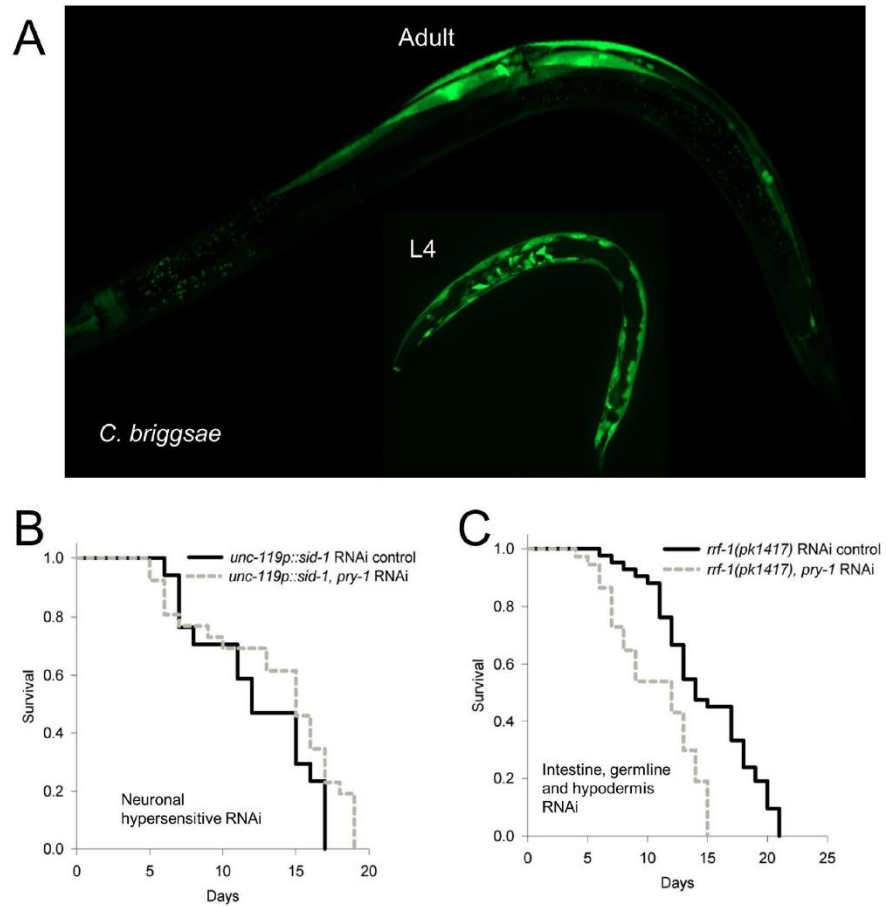 A
Adult
L4
C. briggsae
B
unc-119p::sid-1 RNAi control
unc-119p::sid-1, pry-1 RNAi
1.0
0.8
0.6
0.4
0.2
0.0
Survival
Neuronal
hypersensitive RNAi
0
5
10
15
20
Days
C
rrf-1(pk1417) RNAi control
rrf-1(pk1417), pry-1 RNAi
1.0
0.8
0.6
0.4
0.2
0.0
Survival
Intestine, germline
and hypodermis
RNAi
0
5
10
15
20
25
Days